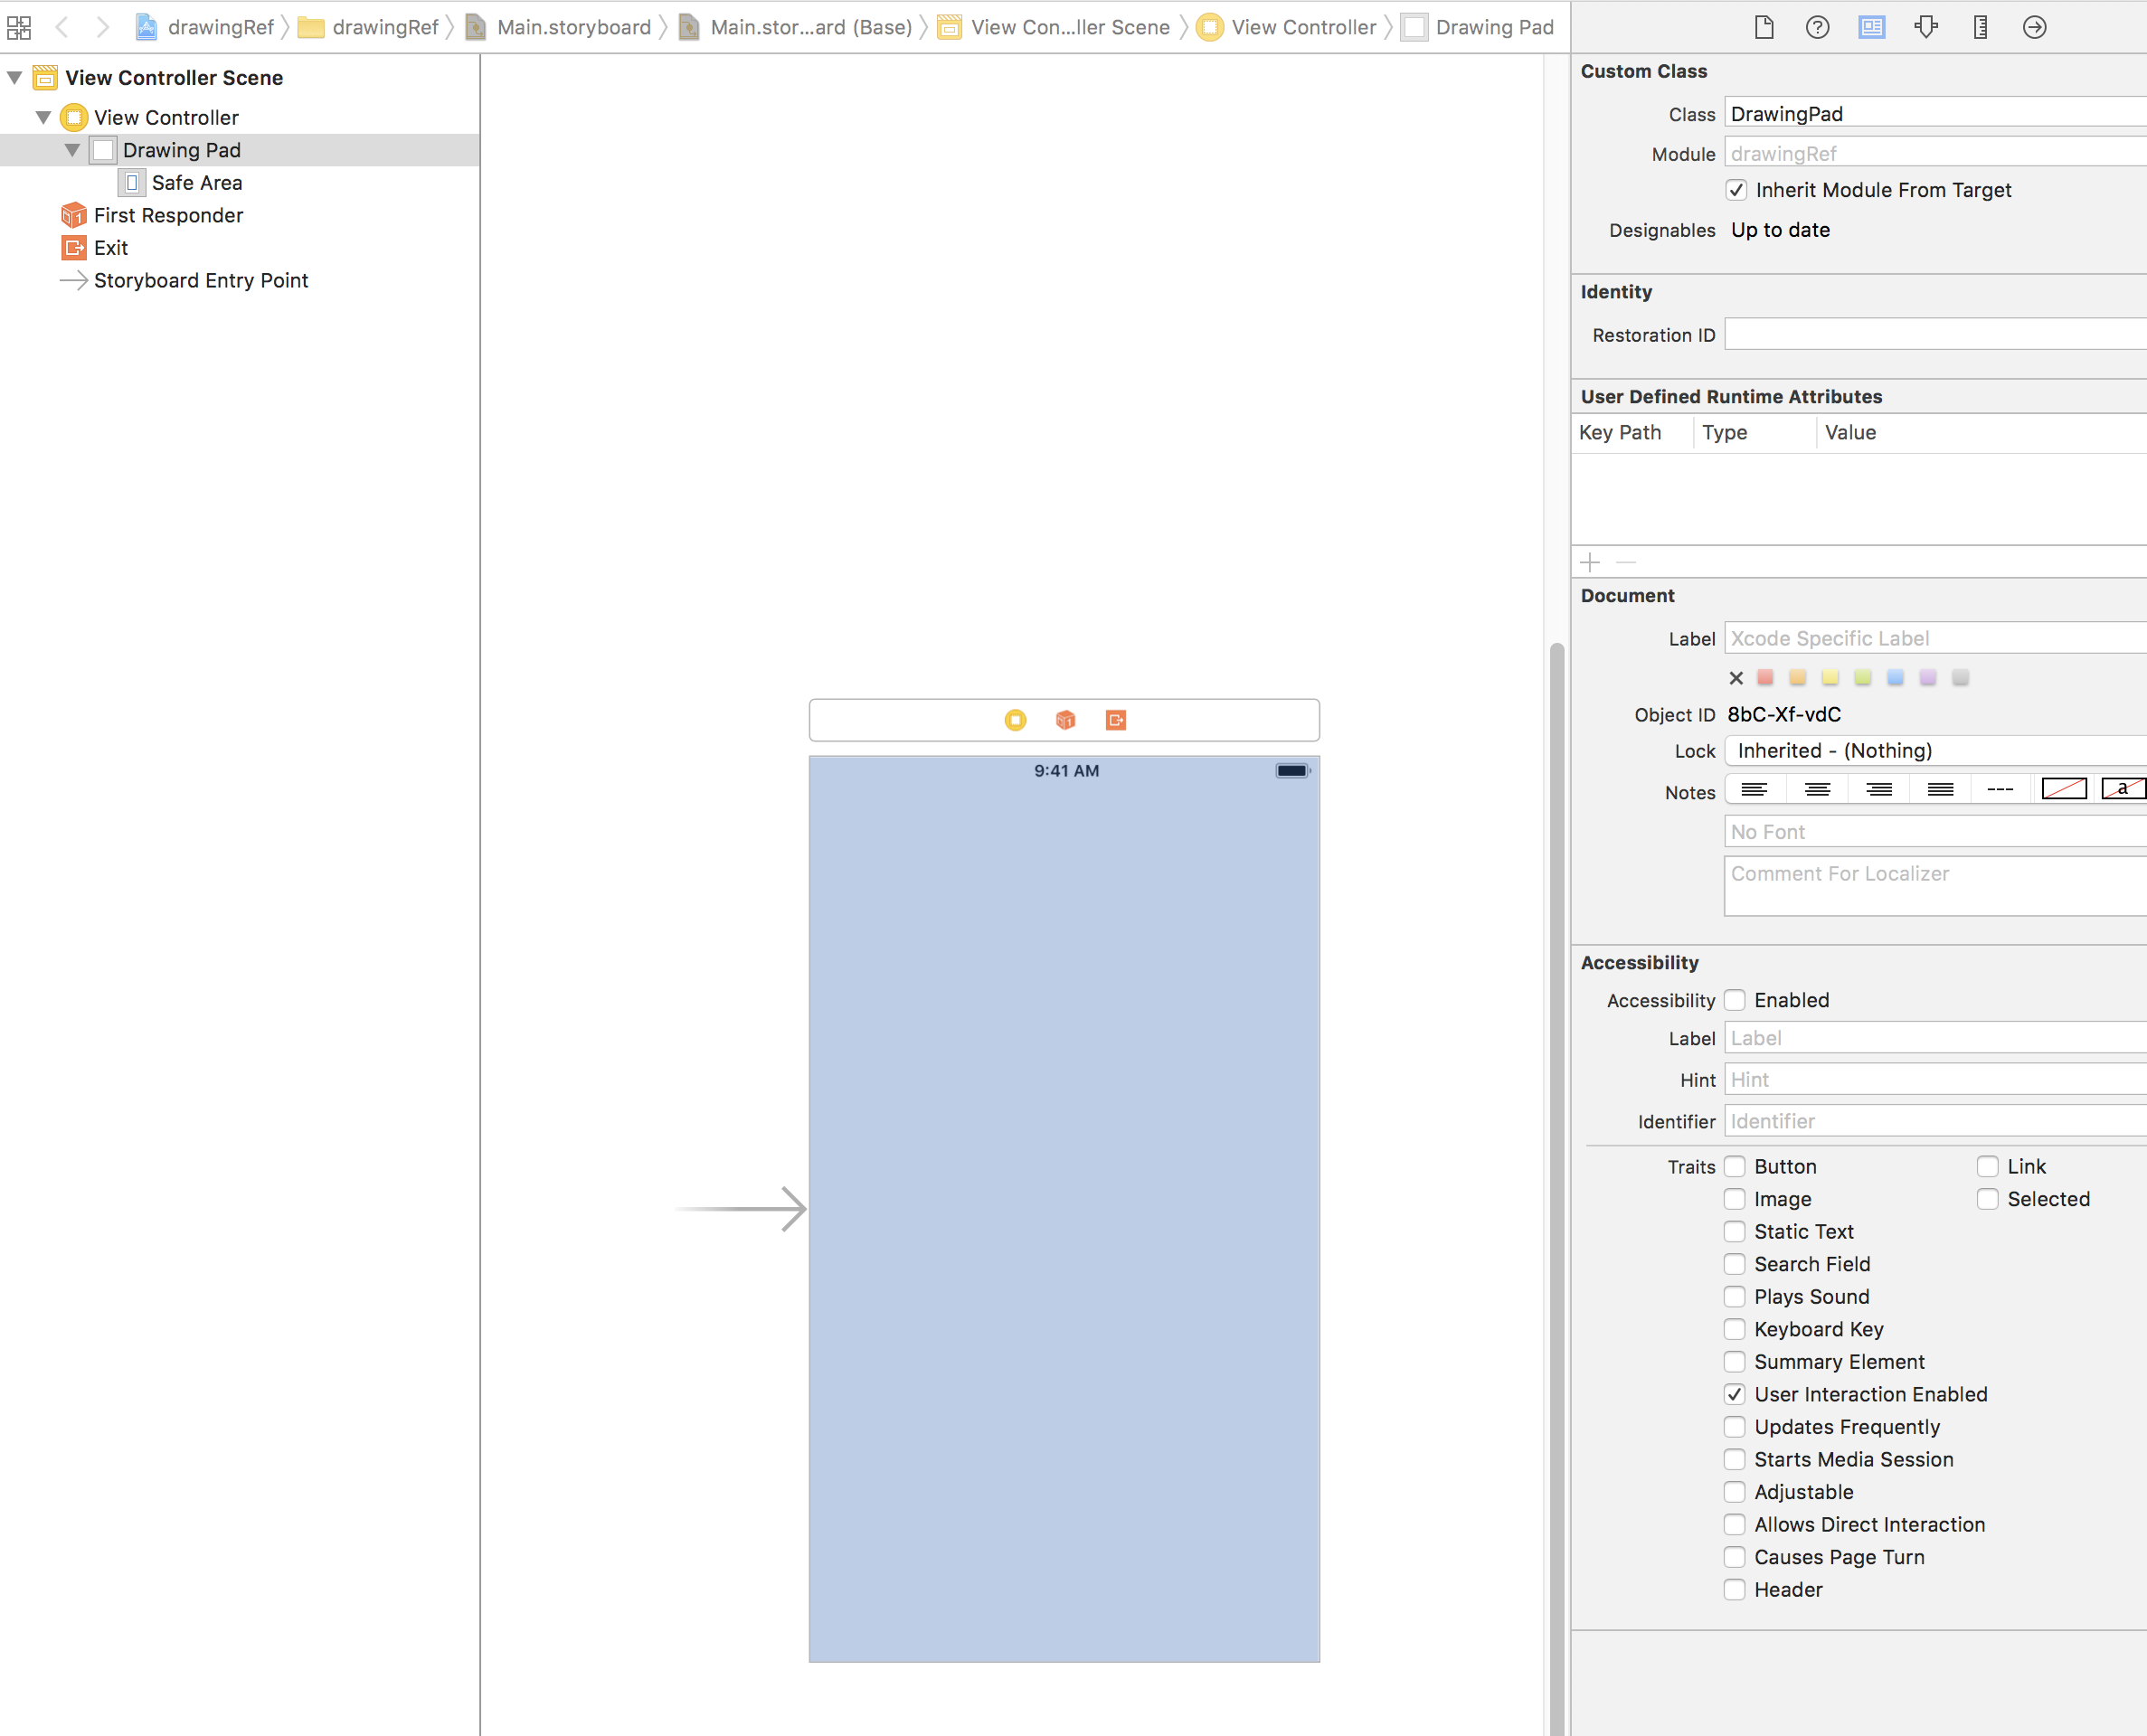 drawingRef drawingRef Main.storyboard Main.stor...ard (Base) View Con...ller Scene View Controller Drawing Pad
View Controller Scene
View Controller
Drawing Pad
Safe Area
First Responder
Exit
Storyboard Entry Point
9:41 AM
Custom Class
Class DrawingPad
Module drawingRef
Inherit Module From Target
Designables Up to date
Identity
Restoration ID
User Defined Runtime Attributes
Key Path Type Value
Document
Label Xcode Specific Label
Object ID 8bC-Xf-vdC
Lock Inherited - (Nothing)
Notes a
No Font
Comment For Localizer
Accessibility
Accessibility Enabled
Label Label
Hint Hint
Identifier Identifier
Traits Button Link
Image Selected
Static Text
Search Field
Plays Sound
Keyboard Key
Summary Element
User Interaction Enabled
Updates Frequently
Starts Media Session
Adjustable
Allows Direct Interaction
Causes Page Turn
Header